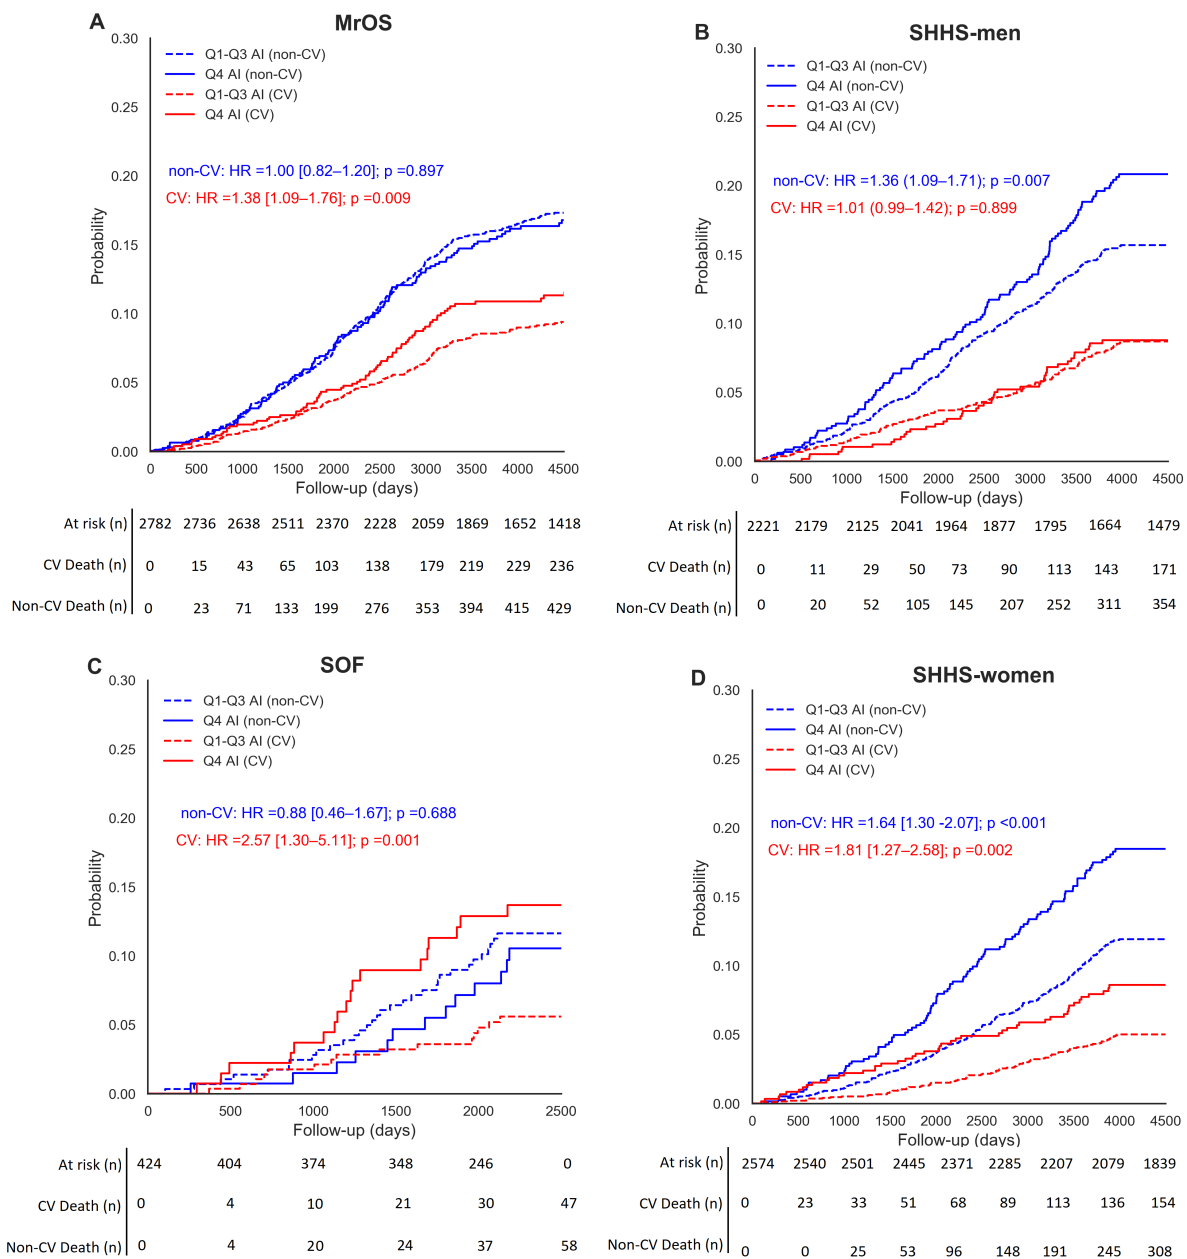 A
MrOS
0.30
0.25
0.20
0.15
0.10
0.05
0.00
Probability
Q1-Q3 AI (non-CV)
Q4 AI (non-CV)
Q1-Q3 AI (CV)
Q4 AI (CV)
non-CV: HR =1.00 [0.82–1.20]; p =0.897
CV: HR =1.38 [1.09–1.76]; p =0.009
0 500 1000 1500 2000 2500 3000 3500 4000 4500
Follow-up (days)
At risk (n) 2782 2736 2638 2511 2370 2228 2059 1869 1652 1418
CV Death (n) 0 15 43 65 103 138 179 219 229 236
Non-CV Death (n) 0 23 71 133 199 276 353 394 415 429
B
SHHS-men
0.30
0.25
0.20
0.15
0.10
0.05
0.00
Probability
Q1-Q3 AI (non-CV)
Q4 AI (non-CV)
Q1-Q3 AI (CV)
Q4 AI (CV)
non-CV: HR =1.36 (1.09–1.71); p =0.007
CV: HR =1.01 (0.99–1.42); p =0.899
0 500 1000 1500 2000 2500 3000 3500 4000 4500
Follow-up (days)
At risk (n) 2221 2179 2125 2041 1964 1877 1795 1664 1479
CV Death (n) 0 11 29 50 73 90 113 143 171
Non-CV Death (n) 0 20 52 105 145 207 252 311 354
C
SOF
0.30
0.25
0.20
0.15
0.10
0.05
0.00
Probability
Q1-Q3 AI (non-CV)
Q4 AI (non-CV)
Q1-Q3 AI (CV)
Q4 AI (CV)
non-CV: HR =0.88 [0.46–1.67]; p =0.688
CV: HR =2.57 [1.30–5.11]; p =0.001
0 500 1000 1500 2000 2500
Follow-up (days)
At risk (n) 424 404 374 348 246 0
CV Death (n) 0 4 10 21 30 47
Non-CV Death (n) 0 4 20 24 37 58
D
SHHS-women
0.30
0.25
0.20
0.15
0.10
0.05
0.00
Probability
Q1-Q3 AI (non-CV)
Q4 AI (non-CV)
Q1-Q3 AI (CV)
Q4 AI (CV)
non-CV: HR =1.64 [1.30 -2.07]; p <0.001
CV: HR =1.81 [1.27–2.58]; p =0.002
0 500 1000 1500 2000 2500 3000 3500 4000 4500
Follow-up (days)
At risk (n) 2574 2540 2501 2445 2371 2285 2207 2079 1839
CV Death (n) 0 23 33 51 68 89 113 136 154
Non-CV Death (n) 0 0 25 53 96 148 191 245 308